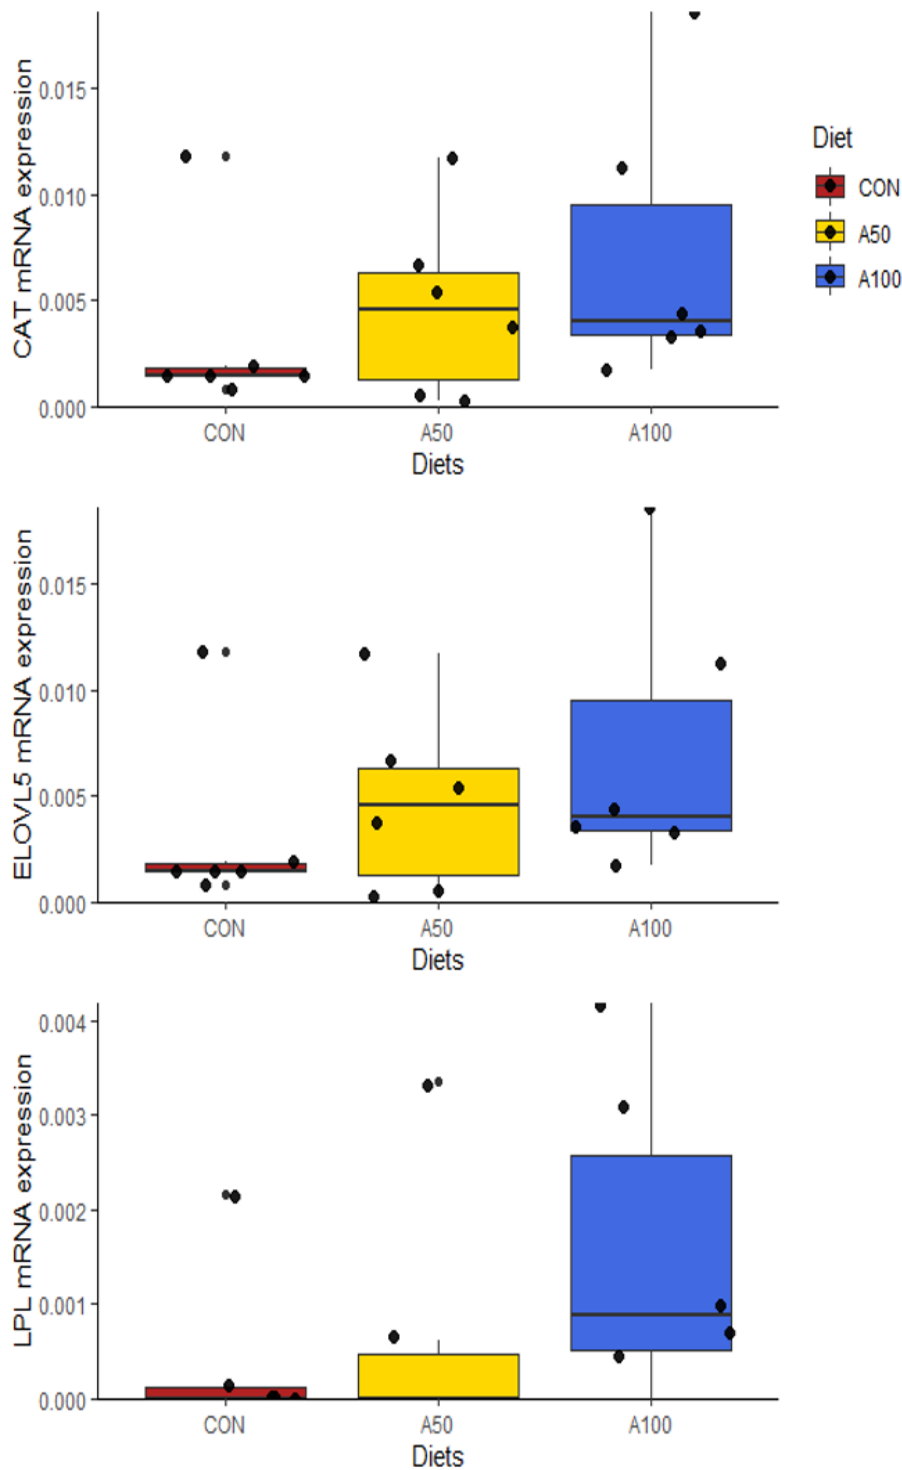 CAT mRNA expression
0.015
0.010
0.005
0.000
CON A50 A100
Diets
Diet
CON
A50
A100
ELOVL5 mRNA expression
0.015
0.010
0.005
0.000
CON A50 A100
Diets
LPL mRNA expression
0.004
0.003
0.002
0.001
0.000
CON A50 A100
Diets